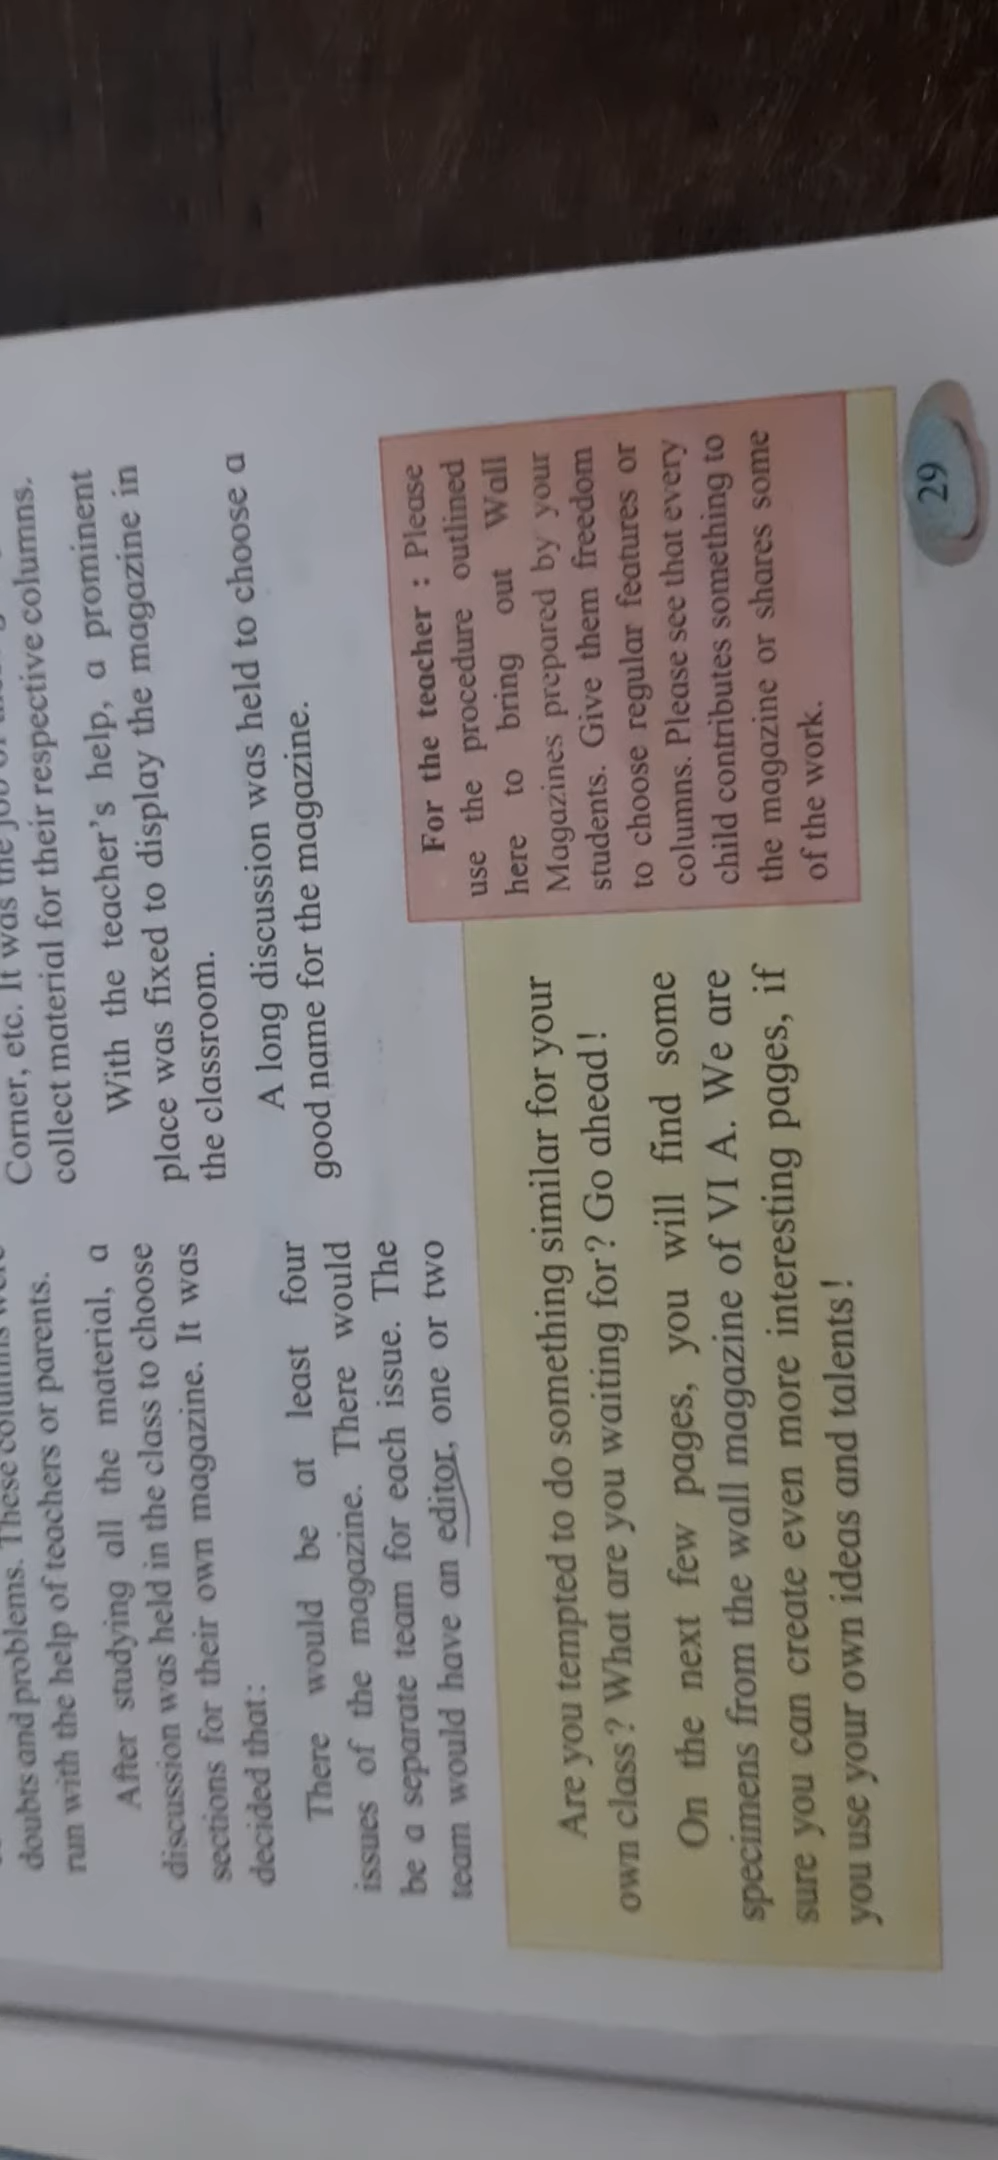 doubts and problems. These columns were
run with the help of teachers or parents.
After studying all the material, a
discussion was held in the class to choose
sections for their own magazine. It was
decided that:
There would be at least four
issues of the magazine. There would
be a separate team for each issue. The
team would have an editor, one or two
Corner, etc. It was the job of
collect material for their respective columns.
With the teacher's help, a prominent
place was fixed to display the magazine in
the classroom.
A long discussion was held to choose a
good name for the magazine.
Are you tempted to do something similar for your
own class? What are you waiting for? Go ahead!
On the next few pages, you will find some
specimens from the wall magazine of VI A. We are
sure you can create even more interesting pages, if
you use your own ideas and talents!
For the teacher : Please
use the procedure outlined
here to bring out Wall
Magazines prepared by your
students. Give them freedom
to choose regular features or
columns. Please see that every
child contributes something to
the magazine or shares some
of the work.
29